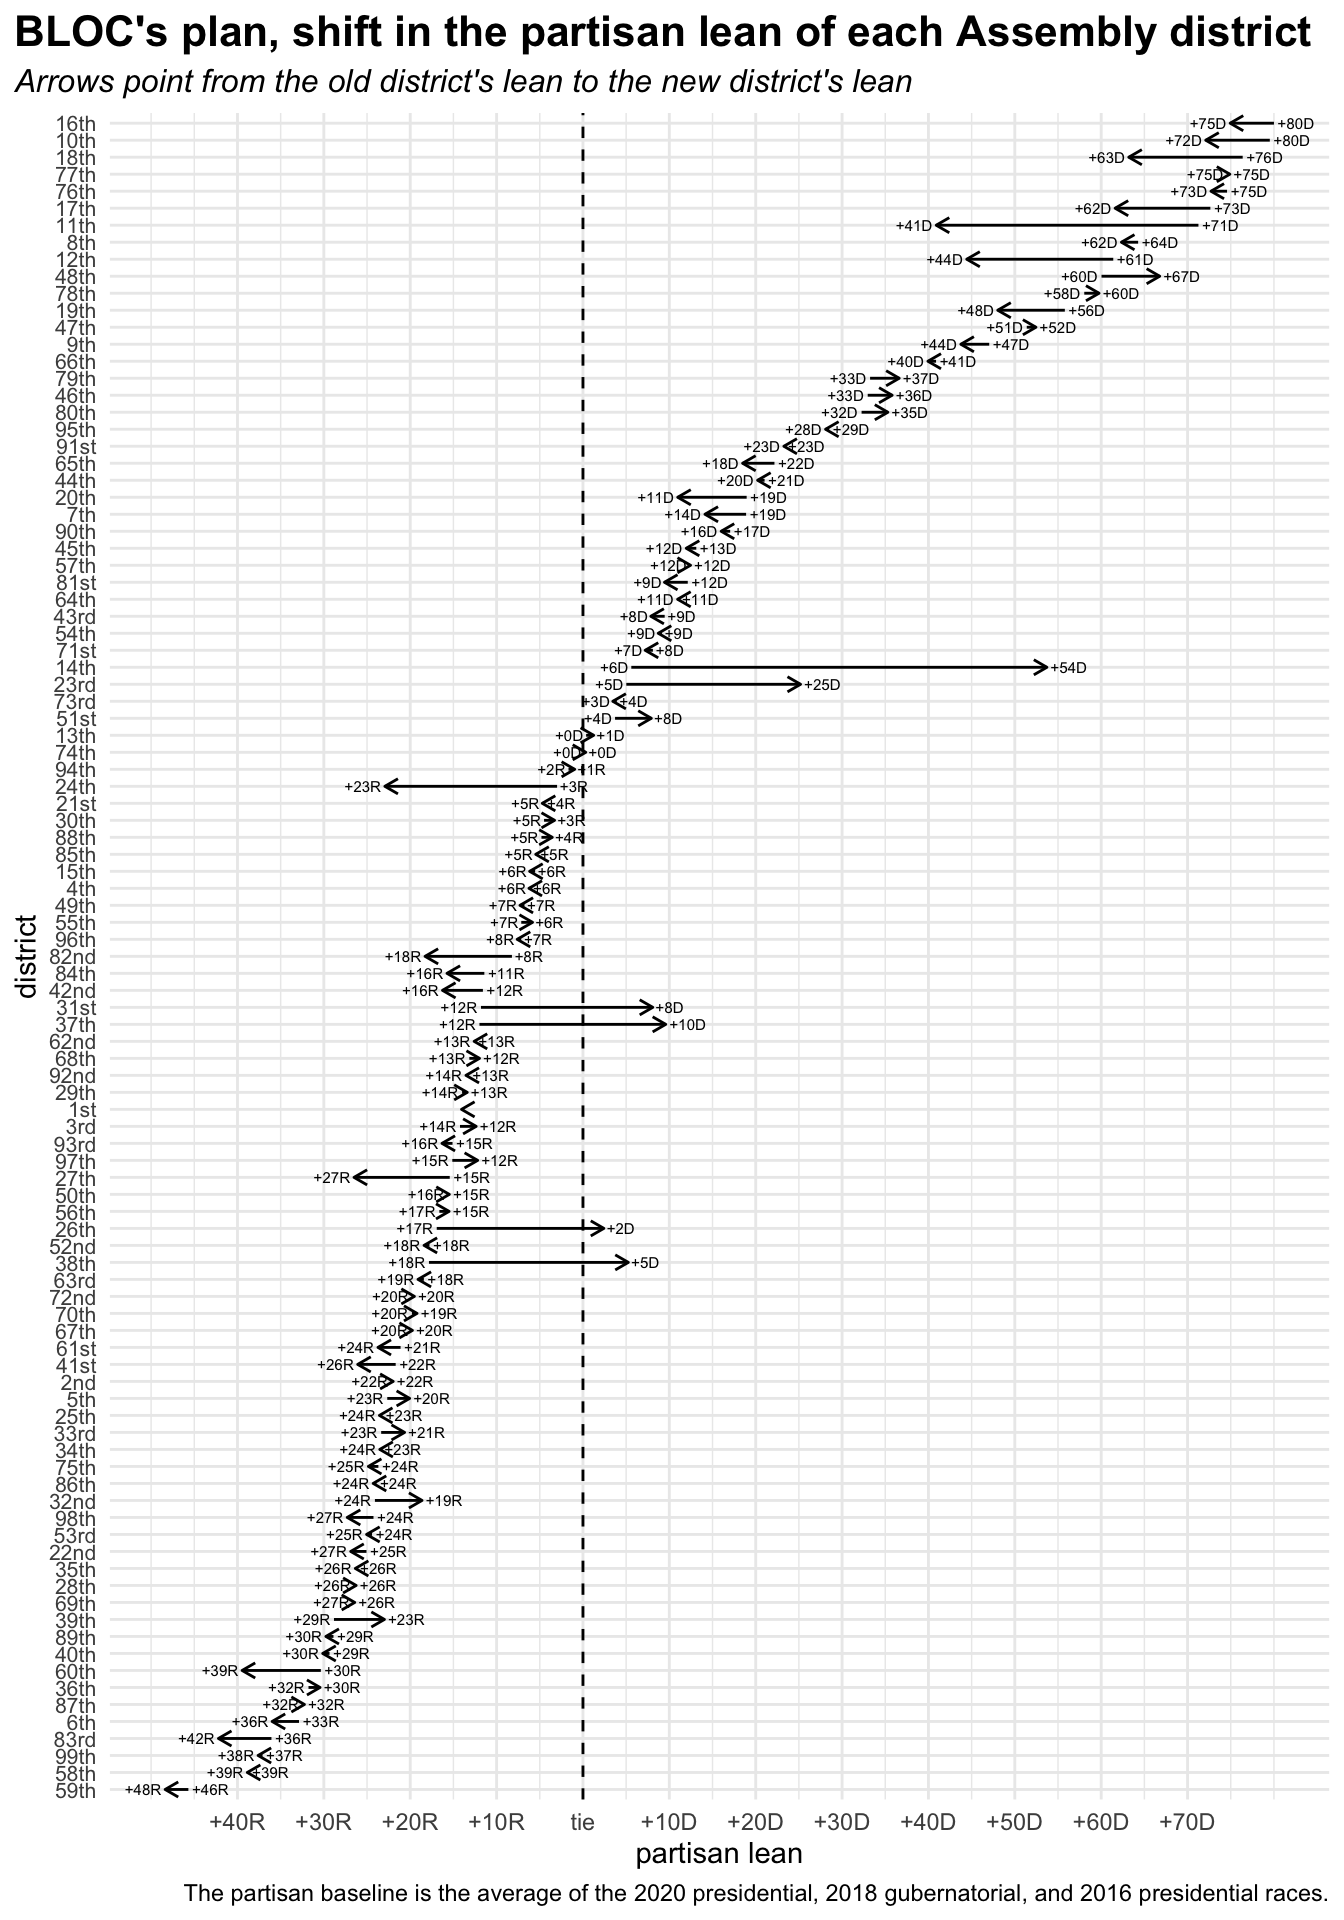 BLOC's plan, shift in the partisan lean of each Assembly district
Arrows point from the old district's lean to the new district's lean
16th +75D +80D
10th +72D +80D
18th +63D +76D
77th +75D +75D
76th +73D +75D
17th +62D +73D
11th +41D +71D
8th +62D +64D
12th +44D +61D
48th +60D +67D
78th +58D +60D
19th +48D +56D
47th +51D +52D
9th +44D +47D
66th +40D +41D
79th +33D +37D
46th +33D +36D
80th +32D +35D
95th +28D +29D
91st +23D +23D
65th +18D +22D
44th +20D +21D
20th +11D +19D
7th +14D +19D
90th +16D +17D
45th +12D +13D
57th +12D +12D
81st +9D +12D
64th +11D +11D
43rd +8D +9D
54th +9D +9D
71st +7D +8D
14th +6D +54D
23rd +5D +25D
73rd +3D +4D
51st +4D +8D
13th +0D +1D
74th +0D +0D
94th +2R +1R
24th +23R +3R
21st +5R +4R
30th +5R +3R
88th +5R +4R
85th +5R +5R
15th +6R +6R
4th +6R +6R
49th +7R +7R
55th +7R +6R
96th +8R +7R
82nd +18R +8R
84th +16R +11R
42nd +16R +12R
31st +12R +8D
37th +12R +10D
62nd +13R +13R
68th +13R +12R
92nd +14R +13R
29th +14R +13R
1st
3rd +14R +12R
93rd +16R +15R
97th +15R +12R
27th +27R +15R
50th +16R +15R
56th +17R +15R
26th +17R +2D
52nd +18R +18R
38th +18R +5D
63rd +19R +18R
72nd +20R +20R
70th +20R +19R
67th +20R +20R
61st +24R +21R
41st +26R +22R
2nd +22R +22R
5th +23R +20R
25th +24R +23R
33rd +23R +21R
34th +24R +23R
75th +25R +24R
86th +24R +24R
32nd +24R +19R
98th +27R +24R
53rd +25R +24R
22nd +27R +25R
35th +26R +26R
28th +26R +26R
69th +27R +26R
39th +29R +23R
89th +30R +29R
40th +30R +29R
60th +39R +30R
36th +32R +30R
87th +32R +32R
6th +36R +33R
83rd +42R +36R
99th +38R +37R
58th +39R +39R
59th +48R +46R
district
+40R +30R +20R +10R tie +10D +20D +30D +40D +50D +60D +70D
partisan lean
The partisan baseline is the average of the 2020 presidential, 2018 gubernatorial, and 2016 presidential races.